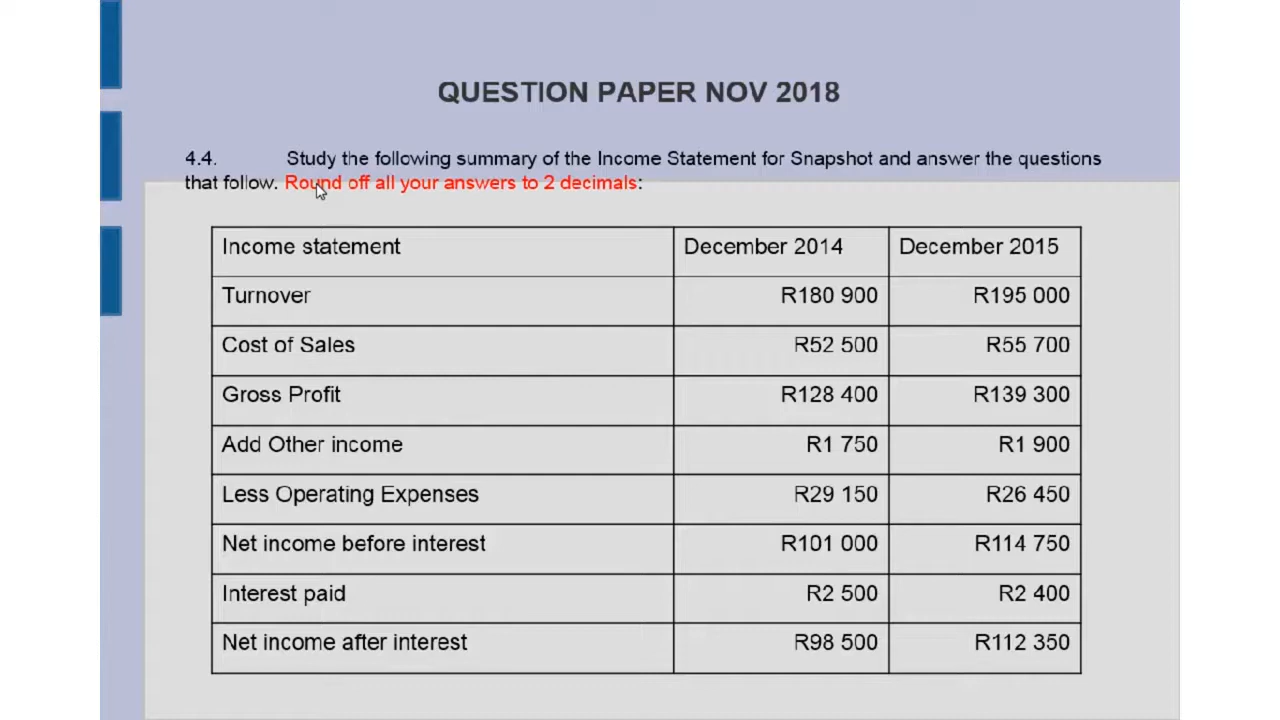 QUESTION PAPER NOV 2018
4.4. Study the following summary of the Income Statement for Snapshot and answer the questions
that follow. Round off all your answers to 2 decimals:
Income statement December 2014 December 2015
Turnover R180 900 R195 000
Cost of Sales R52 500 R55 700
Gross Profit R128 400 R139 300
Add Other income R1 750 R1 900
Less Operating Expenses R29 150 R26 450
Net income before interest R101 000 R114 750
Interest paid R2 500 R2 400
Net income after interest R98 500 R112 350